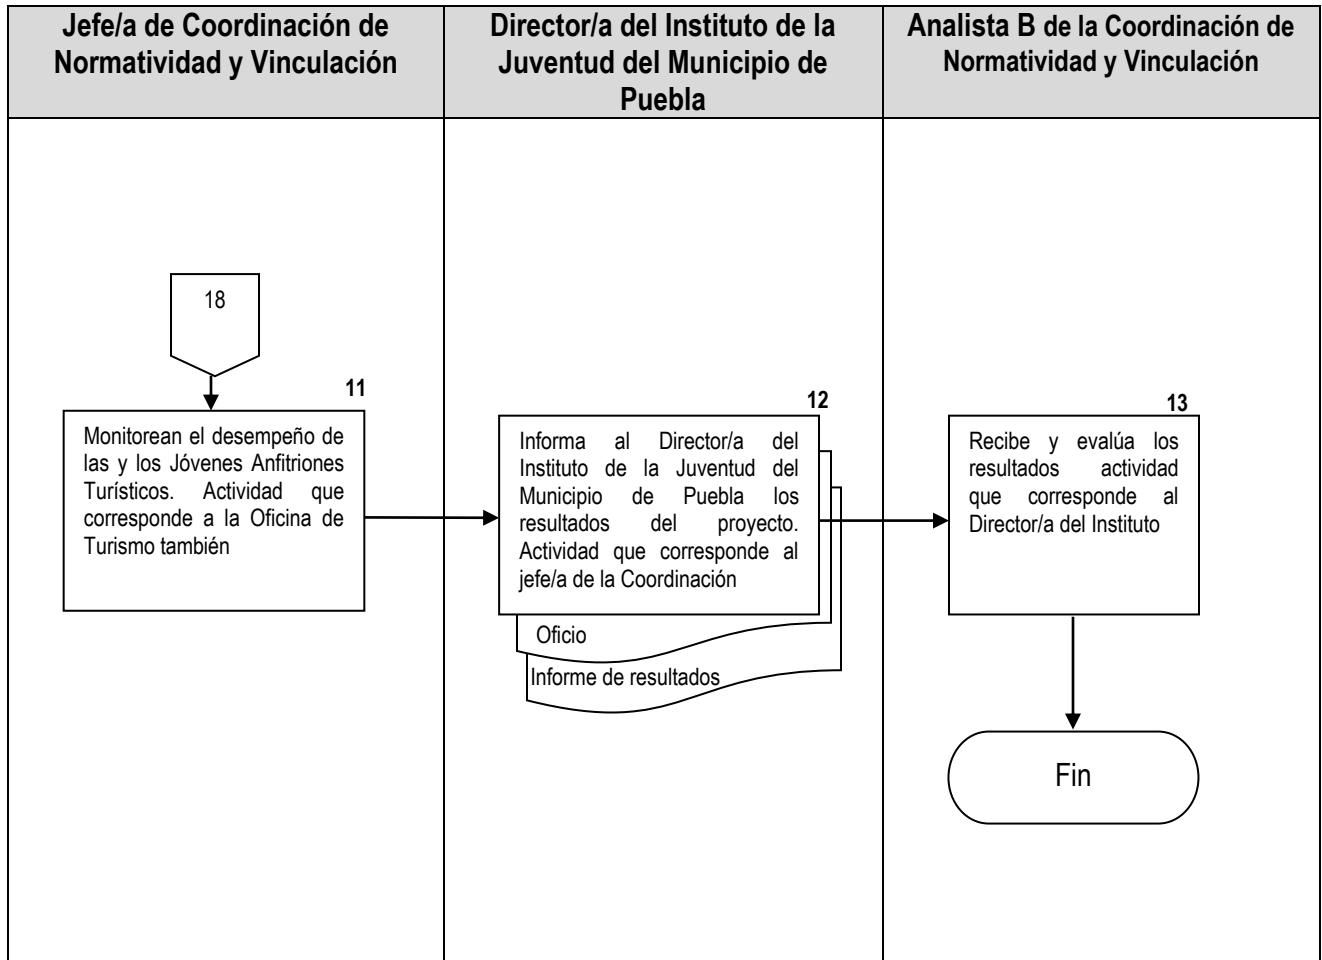 Jefe/a de Coordinación de
Normatividad y Vinculación
Director/a del Instituto de la
Juventud del Municipio de
Puebla
Analista B de la Coordinación de
Normatividad y Vinculación
18
11
Monitorean el desempeño de
las y los Jóvenes Anfitriones
Turísticos. Actividad que
corresponde a la Oficina de
Turismo también
12
Informa al Director/a del
Instituto de la Juventud del
Municipio de Puebla los
resultados del proyecto.
Actividad que corresponde al
jefe/a de la Coordinación
Oficio
Informe de resultados
13
Recibe y evalúa los
resultados actividad
que corresponde al
Director/a del Instituto
Fin